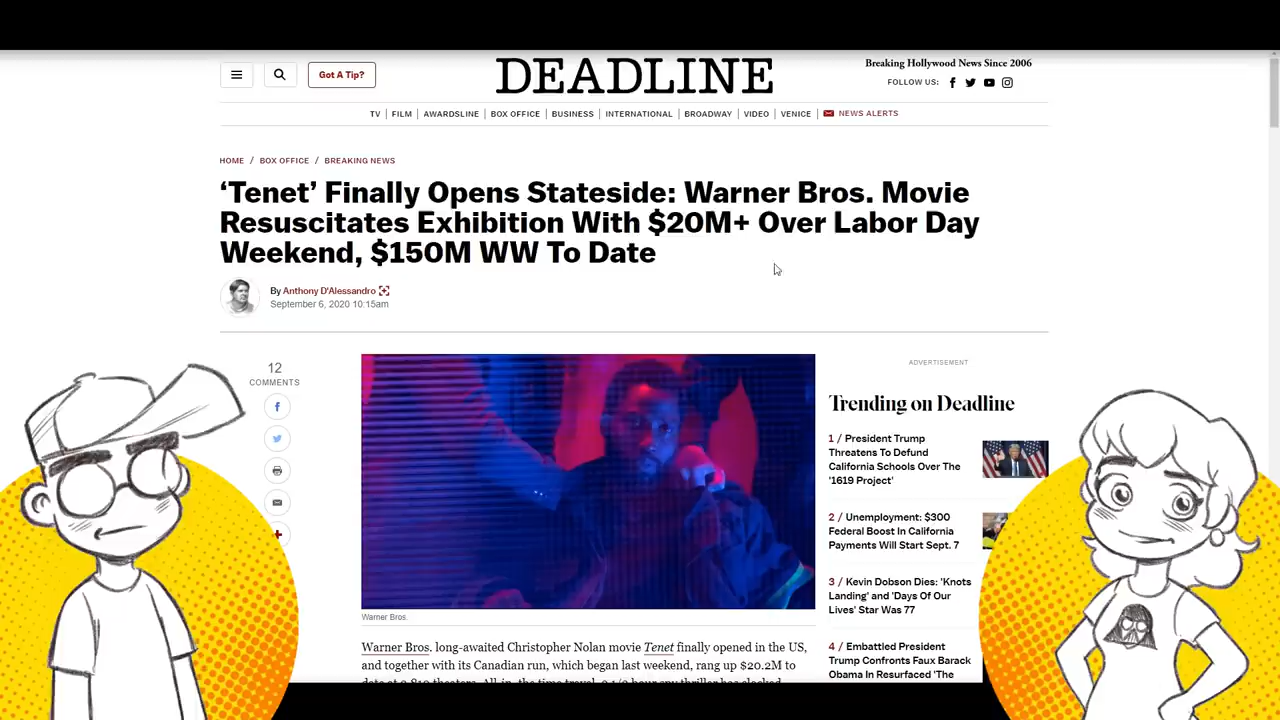 Got A Tip?
DEADLINE
Breaking Hollywood News Since 2006
FOLLOW US:
TV | FILM | AWARDSLINE | BOX OFFICE | BUSINESS | INTERNATIONAL | BROADWAY | VIDEO | VENICE | NEWS ALERTS
HOME / BOX OFFICE / BREAKING NEWS
‘Tenet’ Finally Opens Stateside: Warner Bros. Movie
Resuscitates Exhibition With $20M+ Over Labor Day
Weekend, $150M WW To Date
By Anthony D'Alessandro
September 6, 2020 10:15am
12
COMMENTS
Warner Bros.
Warner Bros. long-awaited Christopher Nolan movie Tenet finally opened in the US,
and together with its Canadian run, which began last weekend, rang up $20.2M to
ADVERTISEMENT
Trending on Deadline
1 / President Trump
Threatens To Defund
California Schools Over The
'1619 Project'
2 / Unemployment: $300
Federal Boost In California
Payments Will Start Sept. 7
3 / Kevin Dobson Dies: 'Knots
Landing' and 'Days Of Our
Lives' Star Was 77
4 / Embattled President
Trump Confronts Faux Barack
Obama In Resurfaced 'The